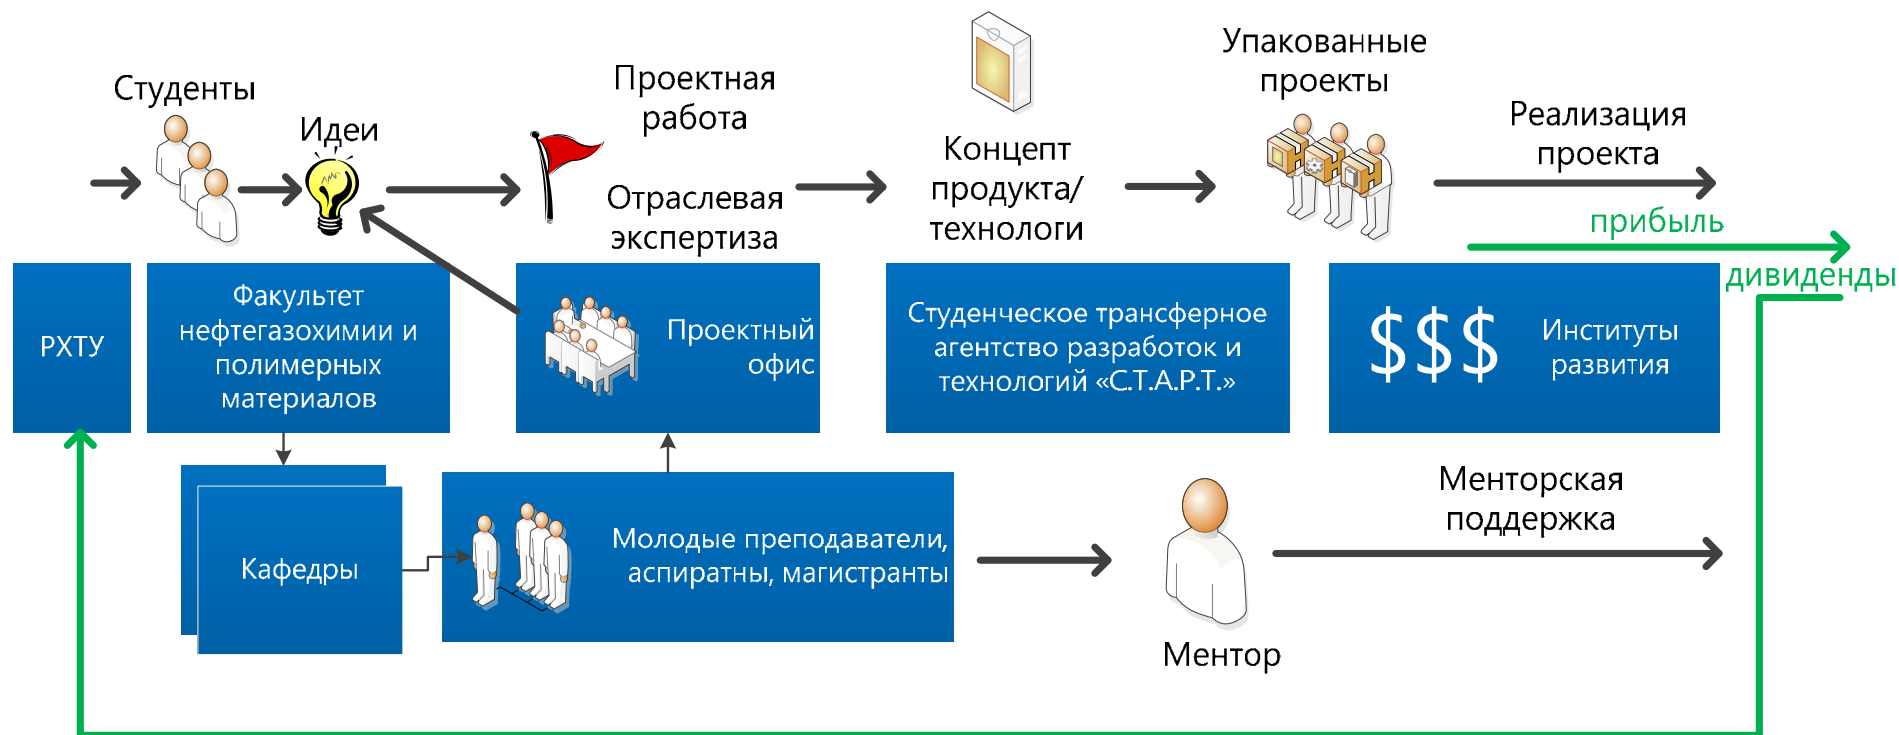 Студенты
Идеи
Проектная
работа
Отраслевая
экспертиза
Концепт
продукта/
технологи
Упакованные
проекты
Реализация
проекта
прибыль
дивиденды
РХТУ
Факультет
нефтегазохимии и
полимерных
материалов
Проектный
офис
Студенческое трансферное
агентство разработок и
технологий «С.Т.А.Р.Т.»
$$$
Институты
развития
Кафедры
Молодые преподаватели,
аспиратны, магистранты
Ментор
Менторская
поддержка